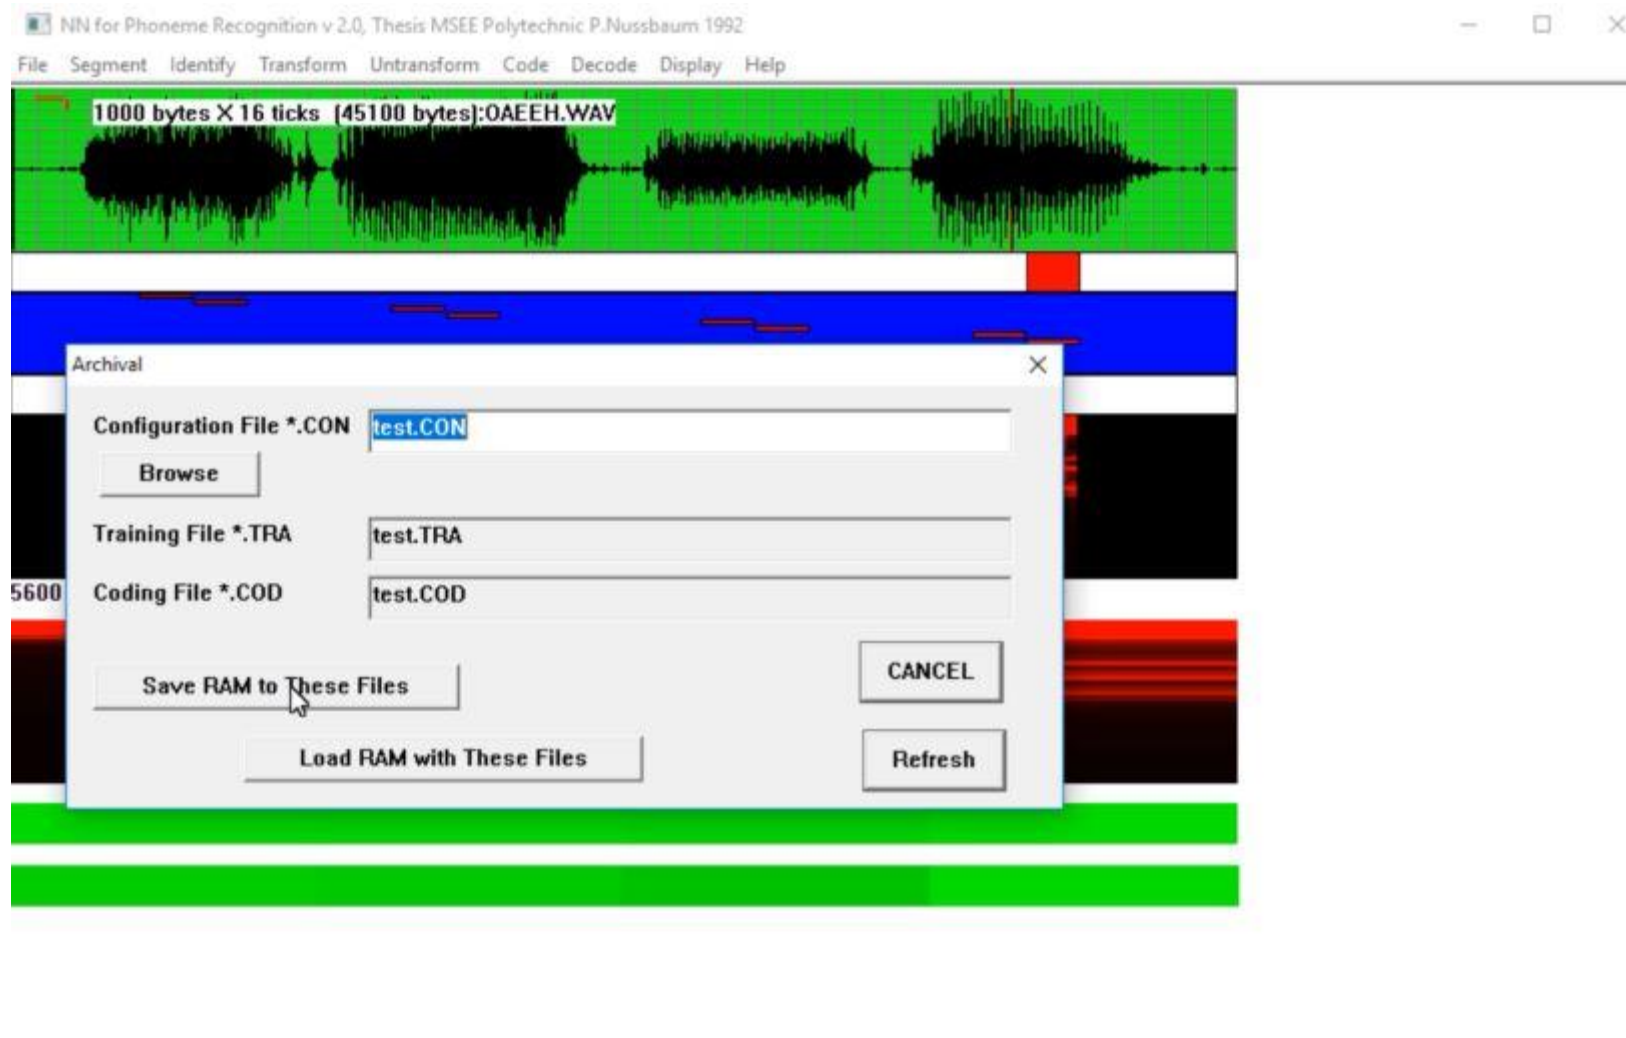 NN for Phoneme Recognition v 2.0, Thesis MSEE Polytechnic P.Nussbaum 1992
File Segment Identify Transform Untransform Code Decode Display Help
1000 bytes X 16 ticks [45100 bytes]:OAEEH.WAV
Archival
Configuration File *.CON test.CON
Browse
Training File *.TRA test.TRA
5600 Coding File *.COD test.COD
CANCEL
Save RAM to These Files
Load RAM with These Files
Refresh